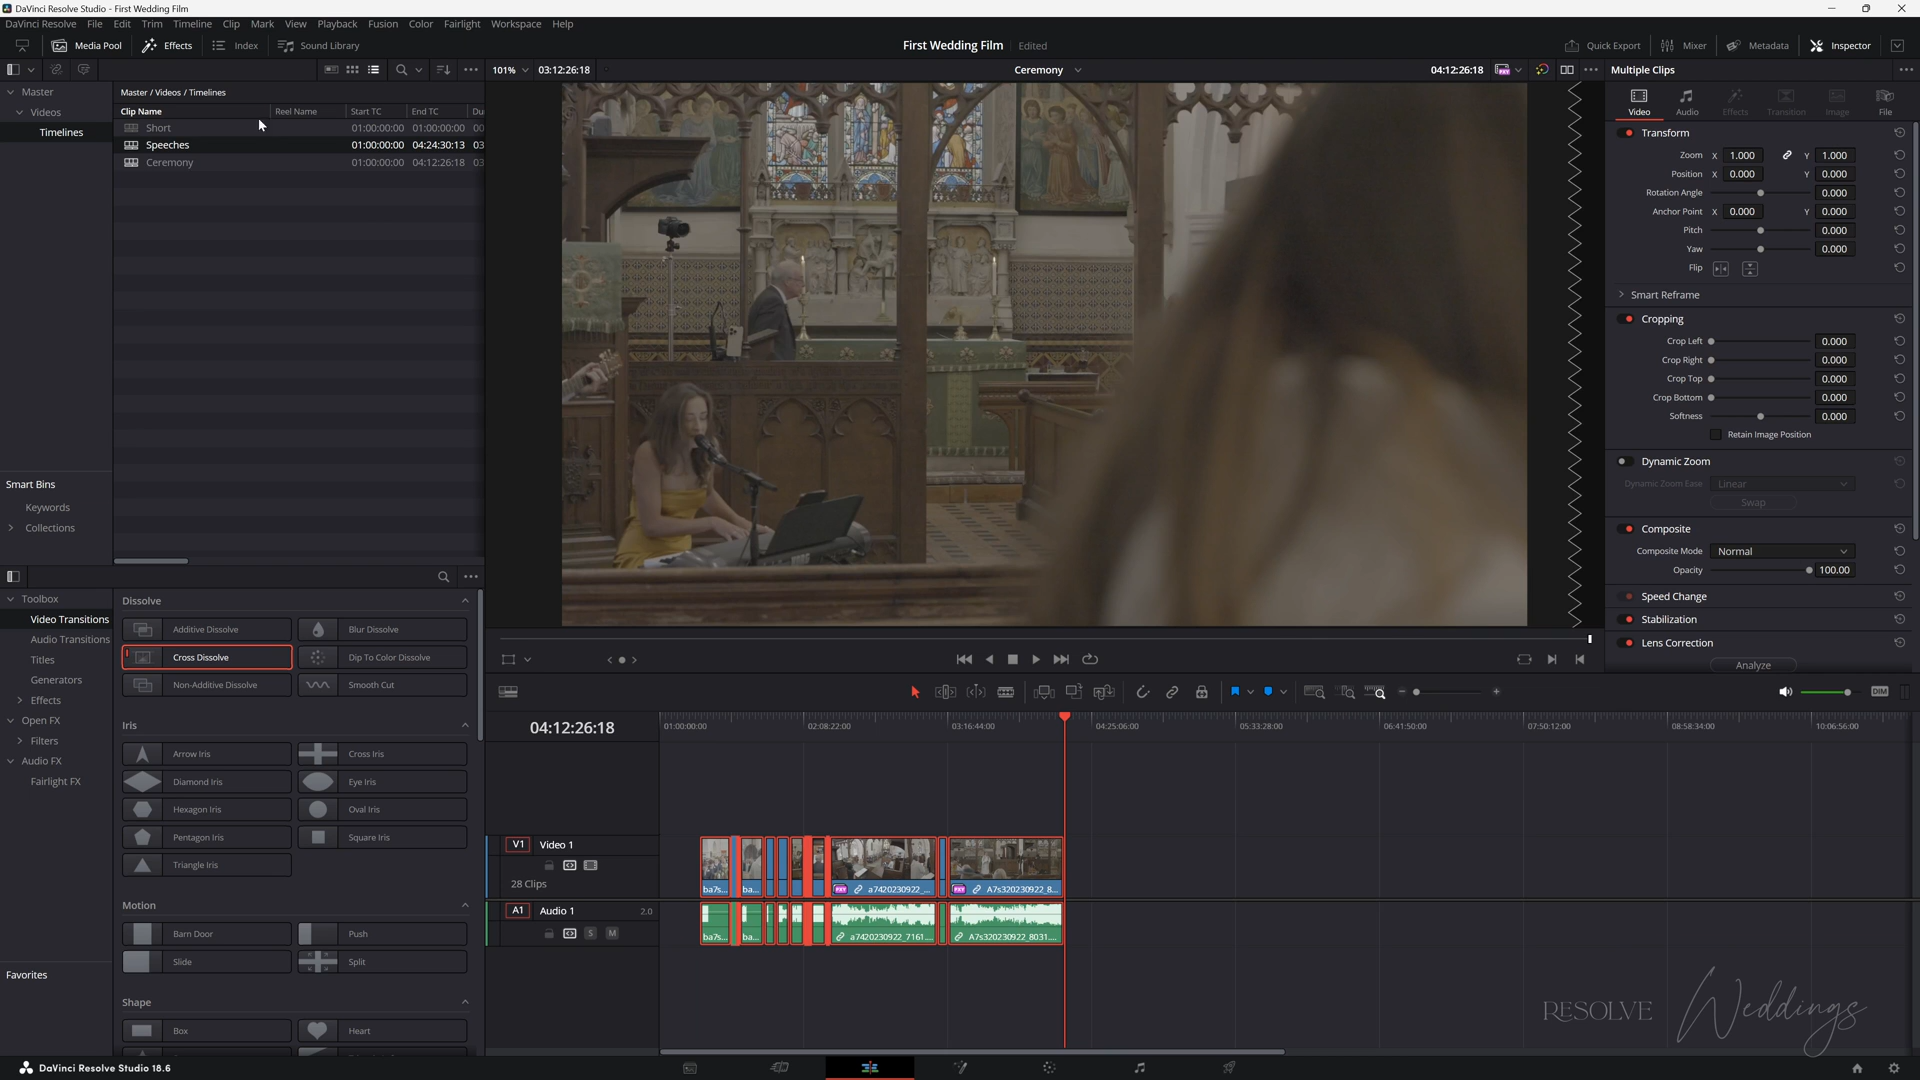 DaVinci Resolve Studio - First Wedding Film
DaVinci Resolve File Edit Trim Timeline Clip Mark View Playback Fusion Color Fairlight Workspace Help
Media Pool Effects Index Sound Library First Wedding Film Edited Quick Export Mixer Metadata Inspector
101% 03:12:26:18 Ceremony 04:12:26:18 Multiple Clips
Master Master / Videos / Timelines
Videos
Timelines
Clip Name Reel Name Start TC End TC Du
Short 01:00:00:00 01:00:00:00 00
Speeches 01:00:00:00 04:24:30:13 03
Ceremony 01:00:00:00 04:12:26:18 03
Smart Bins
Keywords
Collections
Video Audio Effects Transition Image File
Transform
Zoom X 1.000 Y 1.000
Position X 0.000 Y 0.000
Rotation Angle 0.000
Anchor Point X 0.000 Y 0.000
Pitch 0.000
Yaw 0.000
Flip
Smart Reframe
Cropping
Crop Left 0.000
Crop Right 0.000
Crop Top 0.000
Crop Bottom 0.000
Softness 0.000
Retain Image Position
Dynamic Zoom
Dynamic Zoom Ease Linear
Swap
Composite
Composite Mode Normal
Opacity 100.00
Speed Change
Stabilization
Lens Correction
Analyze
Toolbox
Video Transitions
Audio Transitions
Titles
Generators
Effects
Open FX
Filters
Audio FX
Fairlight FX
Favorites
Dissolve
Additive Dissolve Blur Dissolve
Cross Dissolve Dip To Color Dissolve
Non-Additive Dissolve Smooth Cut
Iris
Arrow Iris Cross Iris
Diamond Iris Eye Iris
Hexagon Iris Oval Iris
Pentagon Iris Square Iris
Triangle Iris
Motion
Barn Door Push
Slide Split
Shape
Box Heart
DIM
04:12:26:18 01:00:00:00 02:08:22:00 03:16:44:00 04:25:06:00 05:33:28:00 06:41:50:00 07:50:12:00 08:58:34:00 10:06:56:00
V1 Video 1
28 Clips
ba7s... ba... a7420230922_... A7s320230922_8...
A1 Audio 1 2.0
S M
ba7s... ba... a7420230922_7161.... A7s320230922_8031....
RESOLVE Weddings
DaVinci Resolve Studio 18.6